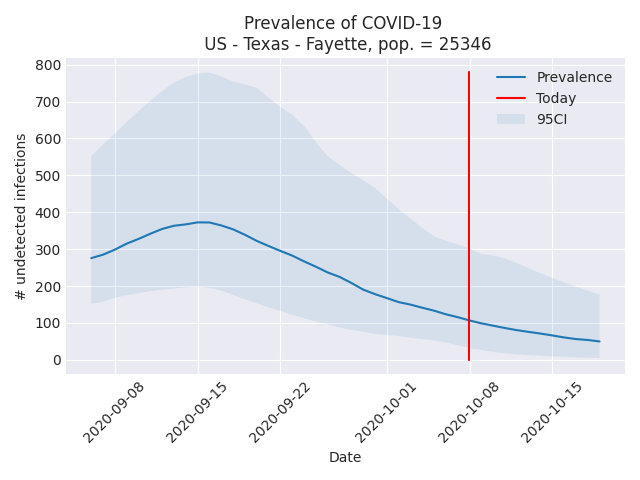 Prevalence of COVID-19
US - Texas - Fayette, pop. = 25346
800
700
600
500
400
300
200
100
0
# undetected infections
Prevalence
Today
95CI
2020-09-08
2020-09-15
2020-09-22
2020-10-01
2020-10-08
2020-10-15
Date